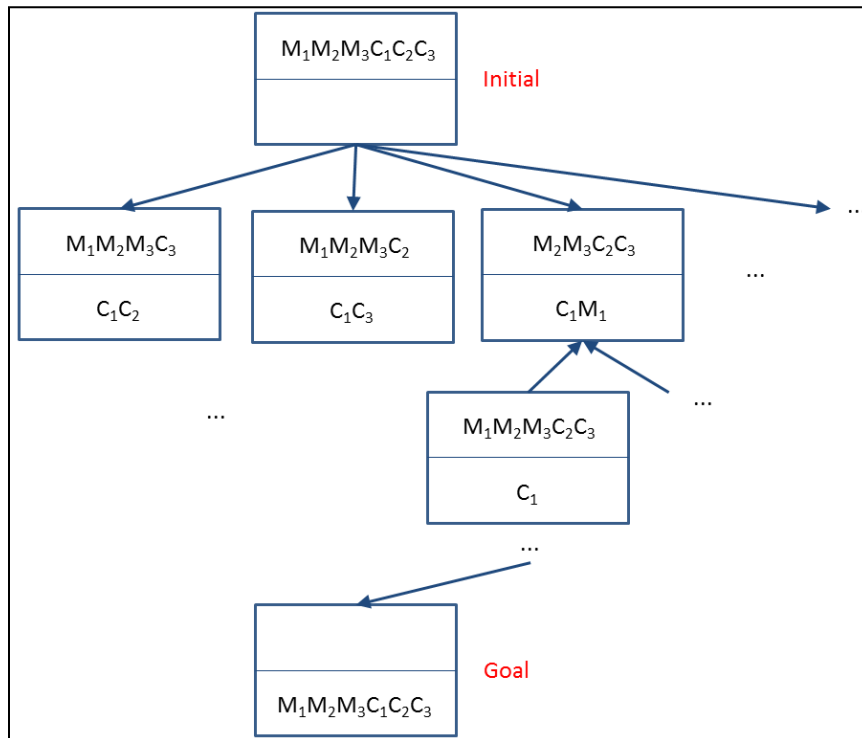 M₁M₂M₃C₁C₂C₃
Initial
M₁M₂M₃C₃
C₁C₂
M₁M₂M₃C₂
C₁C₃
M₂M₃C₂C₃
C₁M₁
...
...
...
M₁M₂M₃C₂C₃
C₁
...
...
Goal
M₁M₂M₃C₁C₂C₃